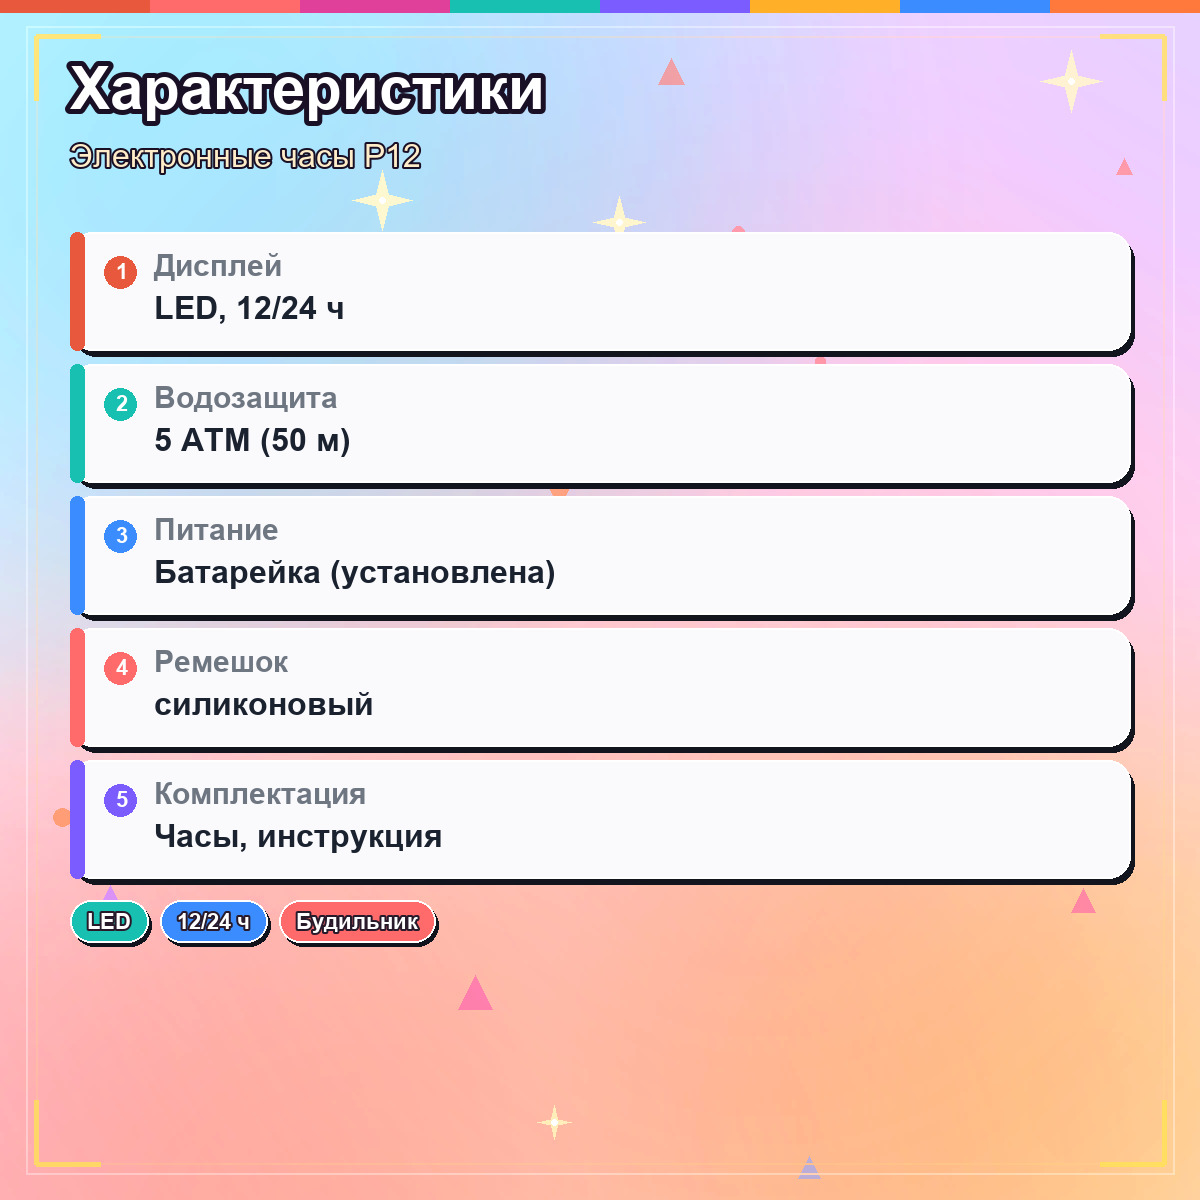 Характеристики
Электронные часы P12
1 Дисплей
LED, 12/24 ч
2 Водозащита
5 ATM (50 м)
3 Питание
Батарейка (установлена)
4 Ремешок
силиконовый
5 Комплектация
Часы, инструкция
LED 12/24 ч Будильник